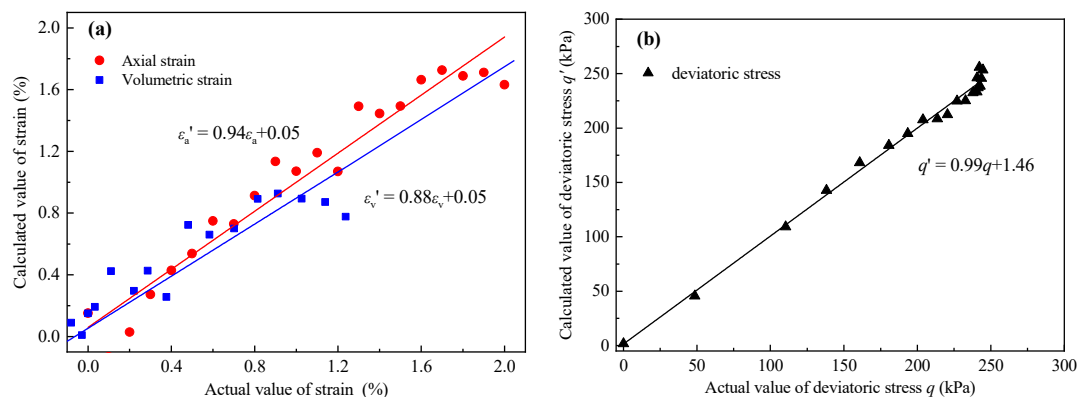 (a)
Axial strain
Volumetric strain
εa' = 0.94εa+0.05
εv' = 0.88εv+0.05
Calculated value of strain (%)
2.0
1.6
1.2
0.8
0.4
0.0
0.0 0.4 0.8 1.2 1.6 2.0
Actual value of strain (%)
(b)
deviatoric stress
q' = 0.99q+1.46
Calculated value of deviatoric stress q' (kPa)
300
250
200
150
100
50
0
0 50 100 150 200 250 300
Actual value of deviatoric stress q (kPa)